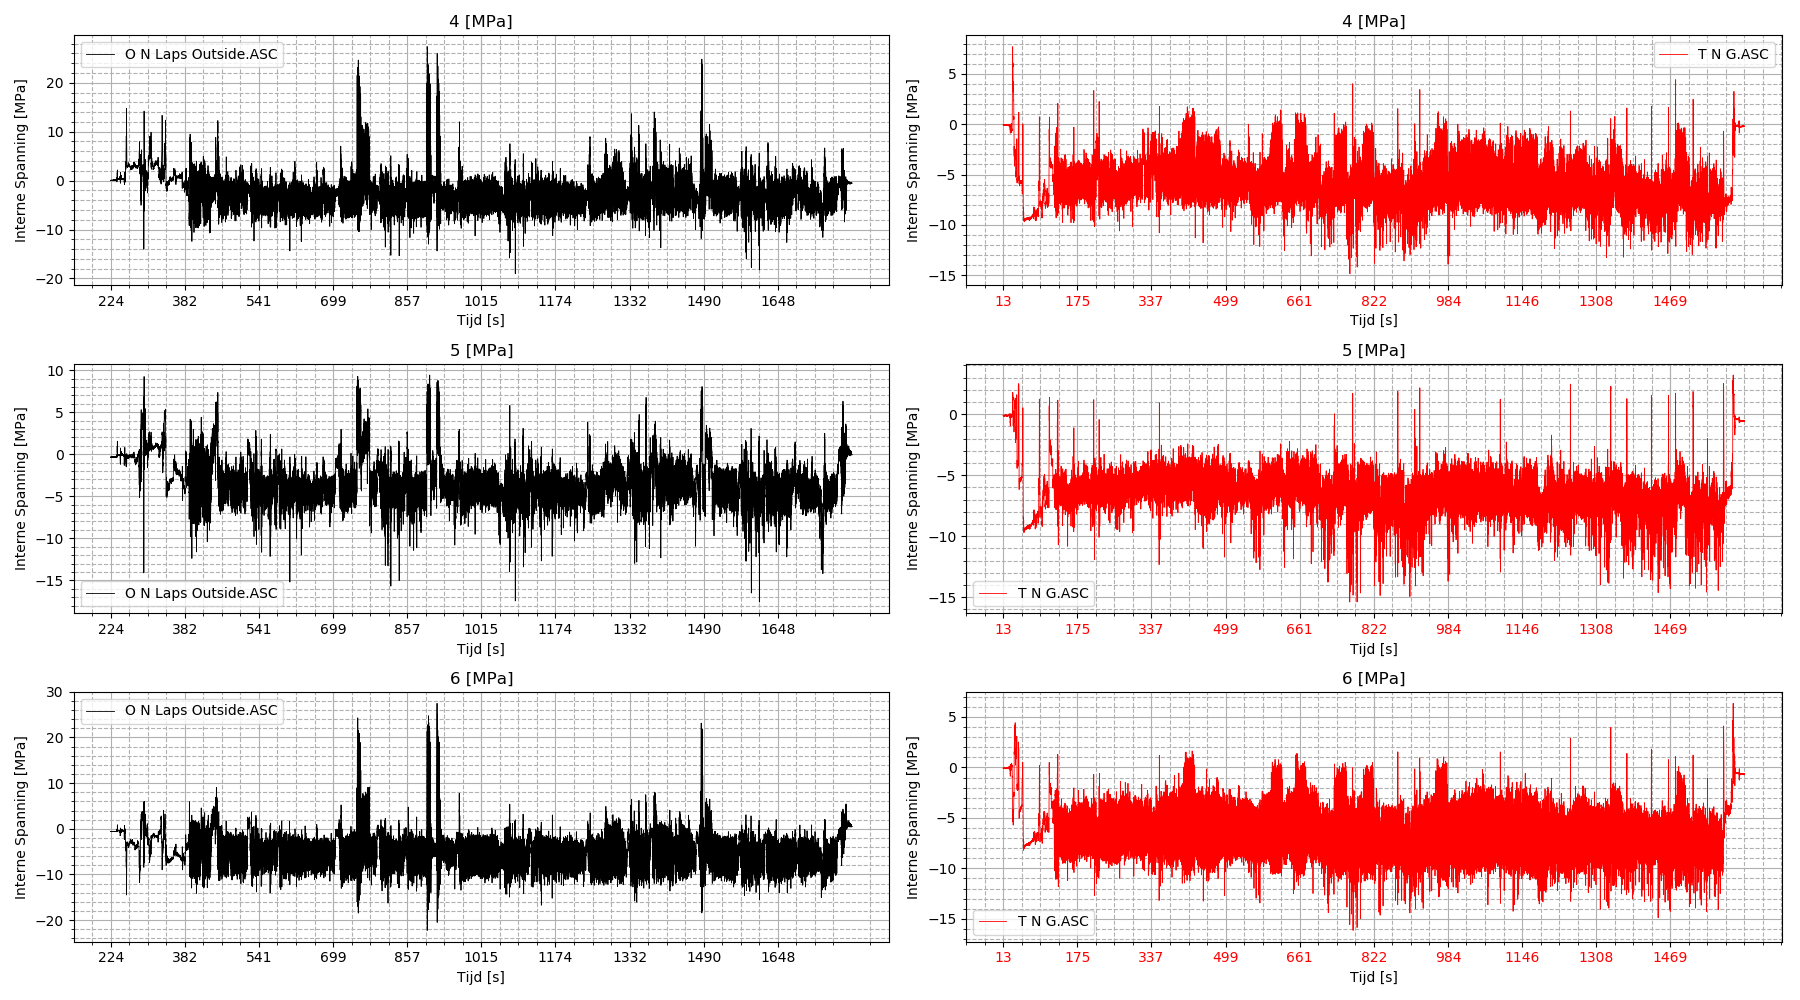 4 [MPa]
Interne Spanning [MPa]
20
10
0
−10
−20
O N Laps Outside.ASC
224 382 541 699 857 1015 1174 1332 1490 1648
Tijd [s]
4 [MPa]
Interne Spanning [MPa]
5
0
−5
−10
−15
T N G.ASC
13 175 337 499 661 822 984 1146 1308 1469
Tijd [s]
5 [MPa]
Interne Spanning [MPa]
10
5
0
−5
−10
−15
O N Laps Outside.ASC
224 382 541 699 857 1015 1174 1332 1490 1648
Tijd [s]
5 [MPa]
Interne Spanning [MPa]
0
−5
−10
−15
T N G.ASC
13 175 337 499 661 822 984 1146 1308 1469
Tijd [s]
6 [MPa]
Interne Spanning [MPa]
30
20
10
0
−10
−20
O N Laps Outside.ASC
224 382 541 699 857 1015 1174 1332 1490 1648
Tijd [s]
6 [MPa]
Interne Spanning [MPa]
5
0
−5
−10
−15
T N G.ASC
13 175 337 499 661 822 984 1146 1308 1469
Tijd [s]